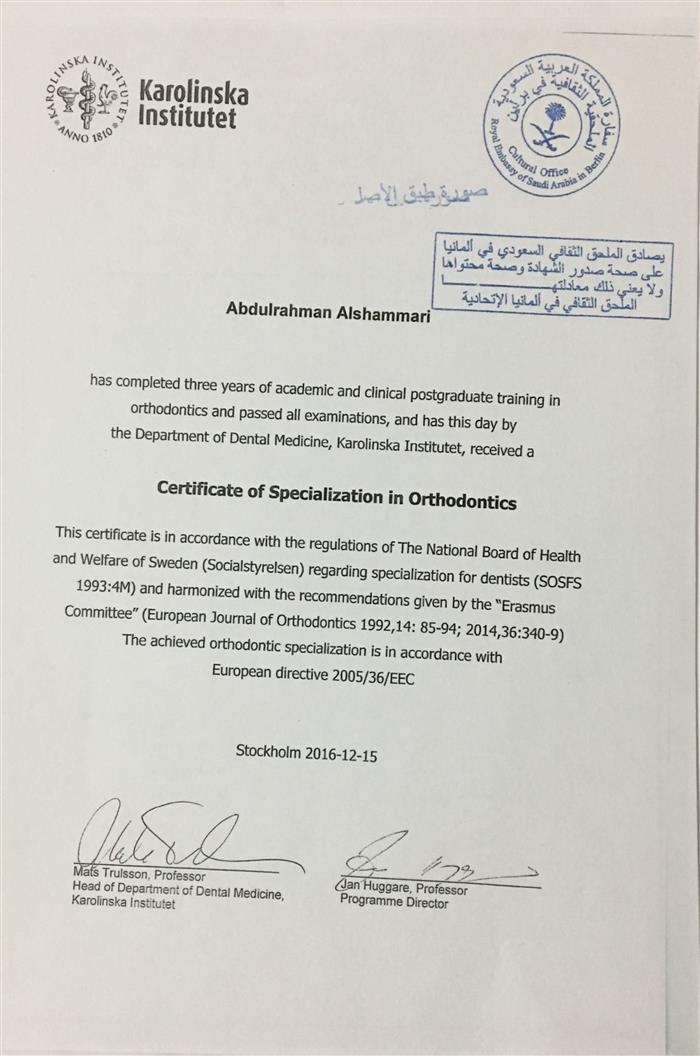 KAROLINSKA INSTITUTET
* ANNO 1810 *
Karolinska
Institutet
سفارة المملكة العربية السعودية
الملحقية الثقافية في برلين
Cultural Office
Royal Embassy of Saudi Arabia in Berlin
صورة طبق الأصل
يصادق الملحق الثقافي السعودي في ألمانيا
على صحة صدور الشهادة وصحة محتواها
ولا يعني ذلك معادلتهـــــــــــا
الملحق الثقافي في ألمانيا الإتحادية
Abdulrahman Alshammari
has completed three years of academic and clinical postgraduate training in
orthodontics and passed all examinations, and has this day by
the Department of Dental Medicine, Karolinska Institutet, received a
Certificate of Specialization in Orthodontics
This certificate is in accordance with the regulations of The National Board of Health
and Welfare of Sweden (Socialstyrelsen) regarding specialization for dentists (SOSFS
1993:4M) and harmonized with the recommendations given by the "Erasmus
Committee" (European Journal of Orthodontics 1992,14: 85-94; 2014,36:340-9)
The achieved orthodontic specialization is in accordance with
European directive 2005/36/EEC
Stockholm 2016-12-15
Mats Trulsson, Professor
Head of Department of Dental Medicine,
Karolinska Institutet
Jan Huggare, Professor
Programme Director